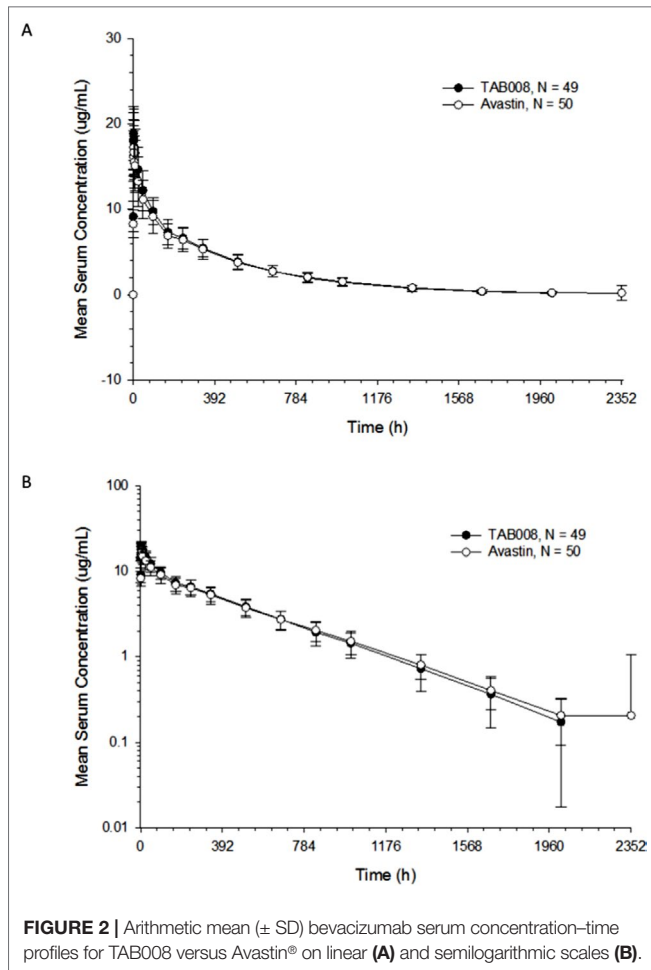 A
Mean Serum Concentration (ug/mL)
30
20
10
0
-10
TAB008, N = 49
Avastin, N = 50
0 392 784 1176 1568 1960 2352
Time (h)
B
Mean Serum Concentration (ug/mL)
100
10
1
0.1
0.01
TAB008, N = 49
Avastin, N = 50
0 392 784 1176 1568 1960 2352
Time (h)
FIGURE 2 | Arithmetic mean (± SD) bevacizumab serum concentration–time
profiles for TAB008 versus Avastin® on linear (A) and semilogarithmic scales (B).